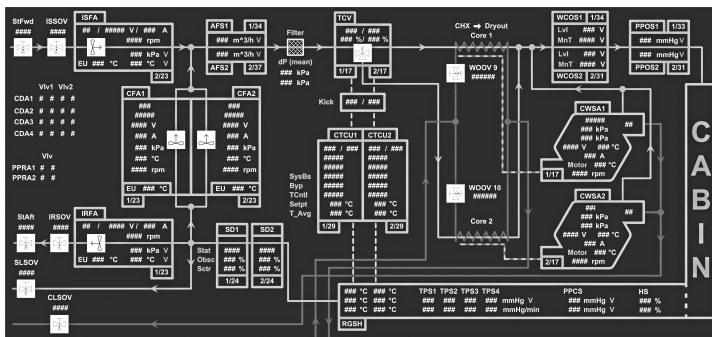 StFwd ISSOV ISFA
#### ####
## / ##### V / ### A
#### rpm
### kPa V
EU ### °C ### °C
2/23
AFS1 1/34
### m^3/h V
### m^3/h V
AFS2 2/37
Filter
dP (mean)
### kPa
### kPa
TCV
### / ###
### %/ ### %
1/17 2/17
CHX → Dryout
Core 1
WCOS1 1/34
Lvl ### V
MnT #### V
Lvl ### V
MnT #### V
WCOS2 2/31
PPOS1 1/33
### mmHg V
### mmHg V
PPOS2 2/31
Vlv1 Vlv2
CDA1 # # # #
CDA2 # # # #
CDA3 # # # #
CDA4 # # # #
Vlv
PPRA1 # #
PPRA2 # #
CFA1
###
#####
#### V
### A
### kPa
### °C
#### rpm
EU ### °C
1/23
CFA2
###
#####
#### V
### A
### kPa
### °C
#### rpm
EU ### °C
2/23
Kick ### / ###
CTCU1 CTCU2
### / ### ### / ###
SysBs ##### #####
Byp ##### #####
TCntl ##### #####
Setpt ### °C ### °C
T_Avg ### °C ### °C
1/29 2/29
WOOV 9
######
WOOV 10
######
Core 2
CWSA1
#####
### kPa
### kPa
#### V ### °C
### A
Motor ### °C
#### rpm
##
1/17
CWSA2
### kPa
### kPa
#### V ### °C
### A
Motor ### °C
#### rpm
##
2/17
CABIN
StAft IRSOV IRFA
#### ####
## / #### V / ### A
#### rpm
### kPa V
EU ### °C ### °C
1/23
SLSOV
####
CLSOV
####
SD1 SD2
Stat #### ####
Obsc ### % ### %
Sctr ### % ### %
1/24 2/24
### °C ### °C TPS1 TPS2 TPS3 TPS4 PPCS HS
### °C ### °C ### ### ### ### mmHg V ### mmHg V ### %
### °C ### °C ### ### ### ### mmHg/min ### mmHg V ### %
RGSH